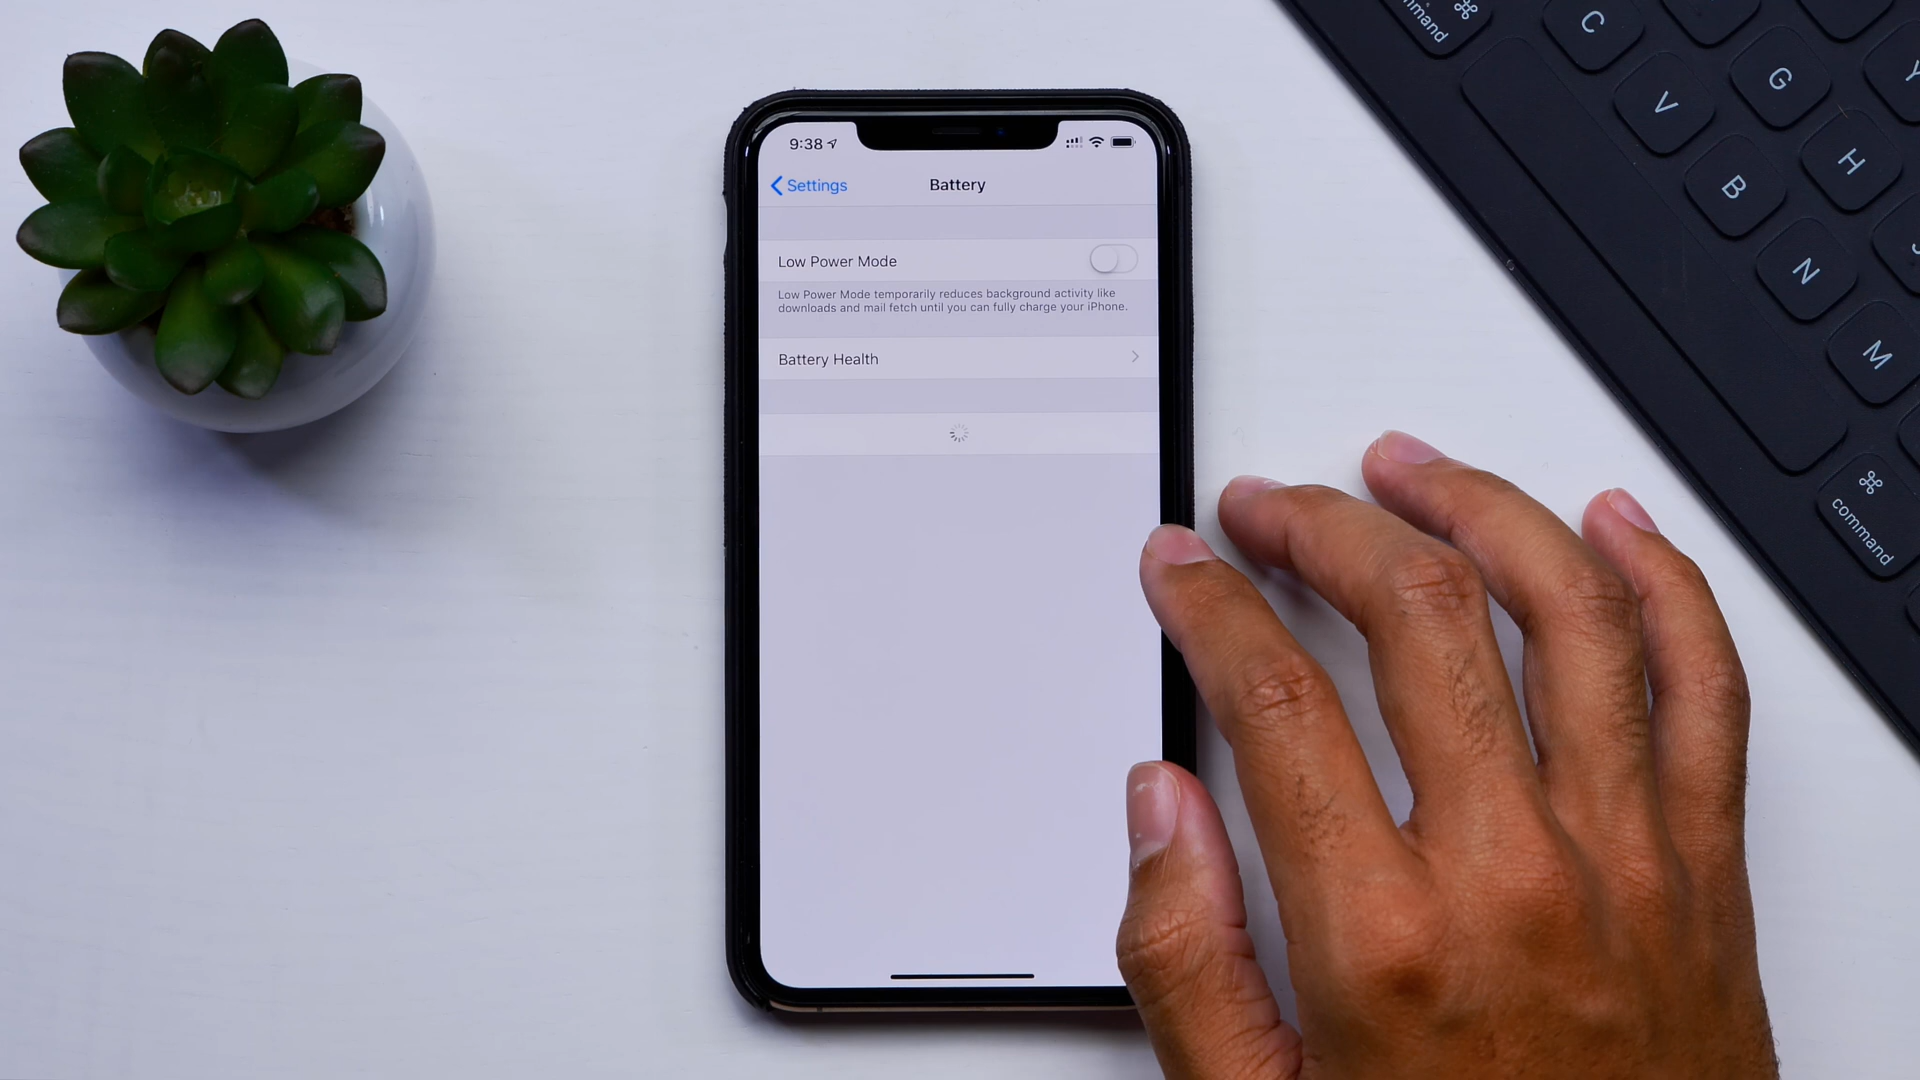 9:38
Settings
Battery
Low Power Mode
Low Power Mode temporarily reduces background activity like
downloads and mail fetch until you can fully charge your iPhone.
Battery Health
command
C
V
G
B
H
N
M
command